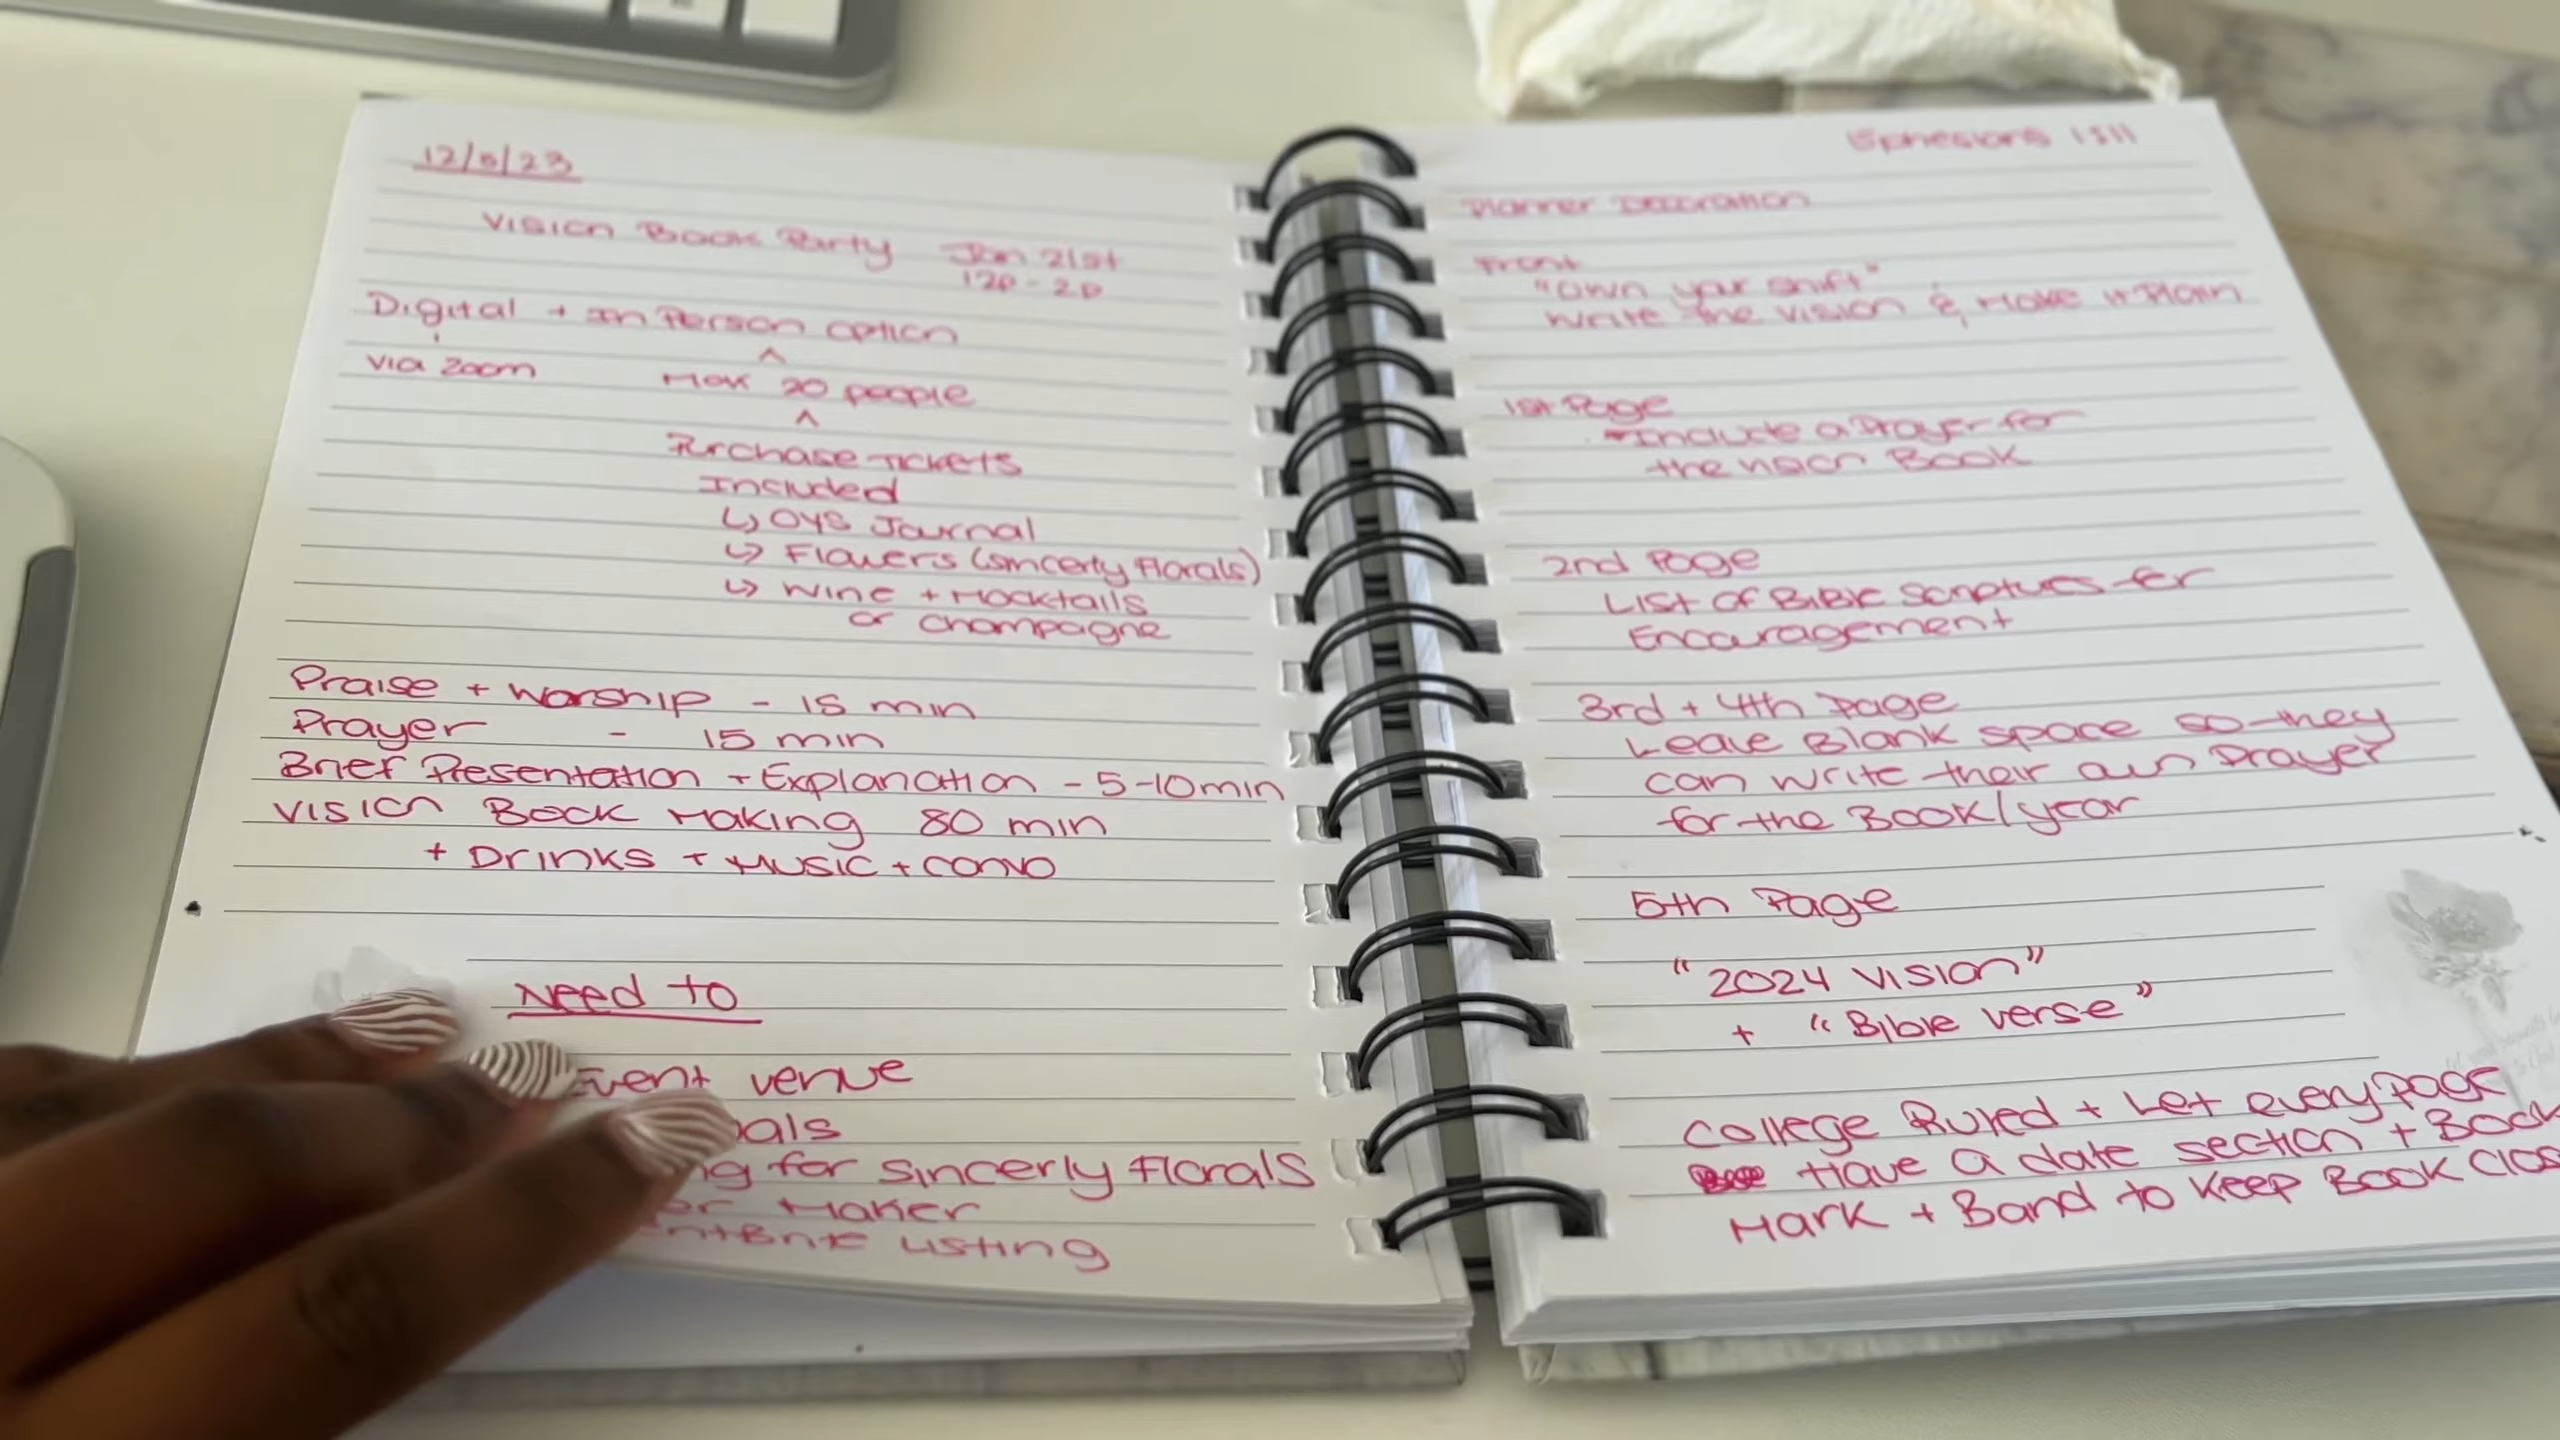 12/5/23
Vision Book Party Jan 21st
12p - 2p
Digital + In Person option
via zoom Max 20 people
Purchase Tickets
Included
↳ OYS Journal
↳ Flowers (Sincerty Florals)
↳ Wine + Mocktails
or champagne
Praise + Worship - 15 min
Prayer - 15 min
Brief Presentation + Explanation - 5-10 min
Vision Book Making 80 min
+ Drinks + Music + convo
Need to
Event venue
als
ng for Sincerly Florals
Maker
Listing
Ephesians 1:11
Planner Decoration
Front
"Own your shift"
Write the vision & Make it Plain
1st Page
- Include a Prayer for
the vision Book
2nd Page
List of Bible Scriptures for
Encouragement
3rd + 4th Page
Leave Blank space so they
can write their own Prayer
for the Book/year
5th Page
"2024 Vision"
+ "Bible verse"
College Ruled + Let every page
Have a date section + Book
Mark + Band to Keep Book Clos